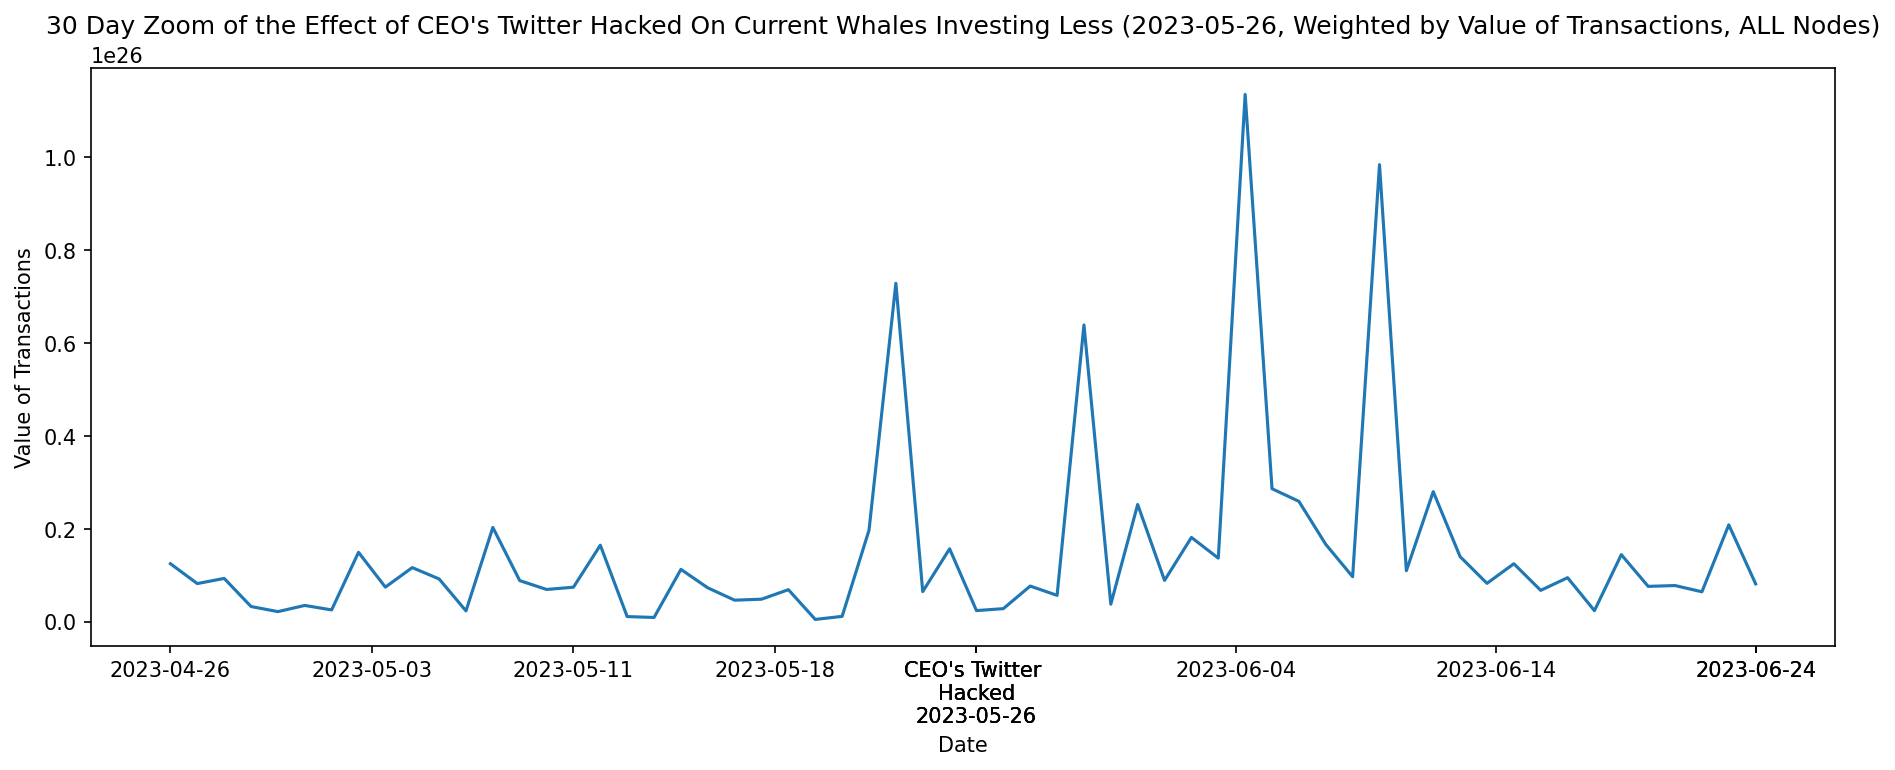 30 Day Zoom of the Effect of CEO's Twitter Hacked On Current Whales Investing Less (2023-05-26, Weighted by Value of Transactions, ALL Nodes)
1e26
1.0
0.8
0.6
0.4
0.2
0.0
Value of Transactions
2023-04-26 2023-05-03 2023-05-11 2023-05-18 CEO's Twitter 2023-06-04 2023-06-14 2023-06-24
Hacked
2023-05-26
Date